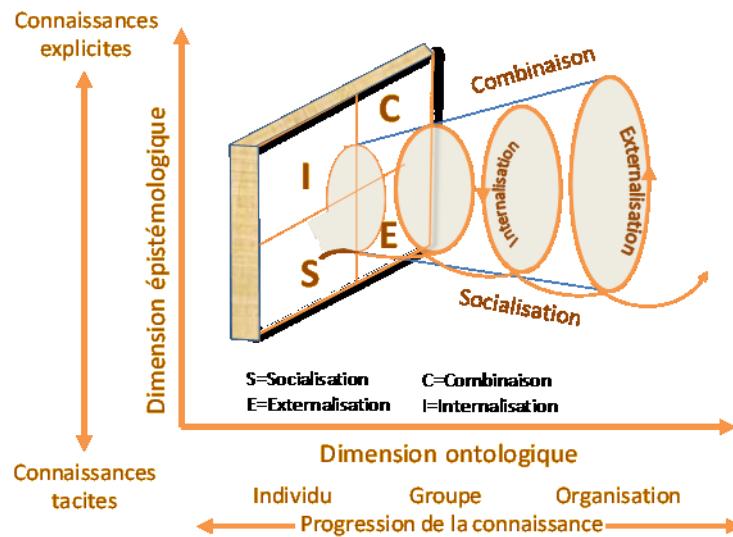 Connaissances
explicites
Dimension épistémologique
Combinaison
C
I
E
S
Internalisation
Externalisation
Socialisation
S=Socialisation
C=Combinaison
E=Externalisation
I=Internalisation
Dimension ontologique
Connaissances
tacites
Individu
Groupe
Organisation
Progression de la connaissance